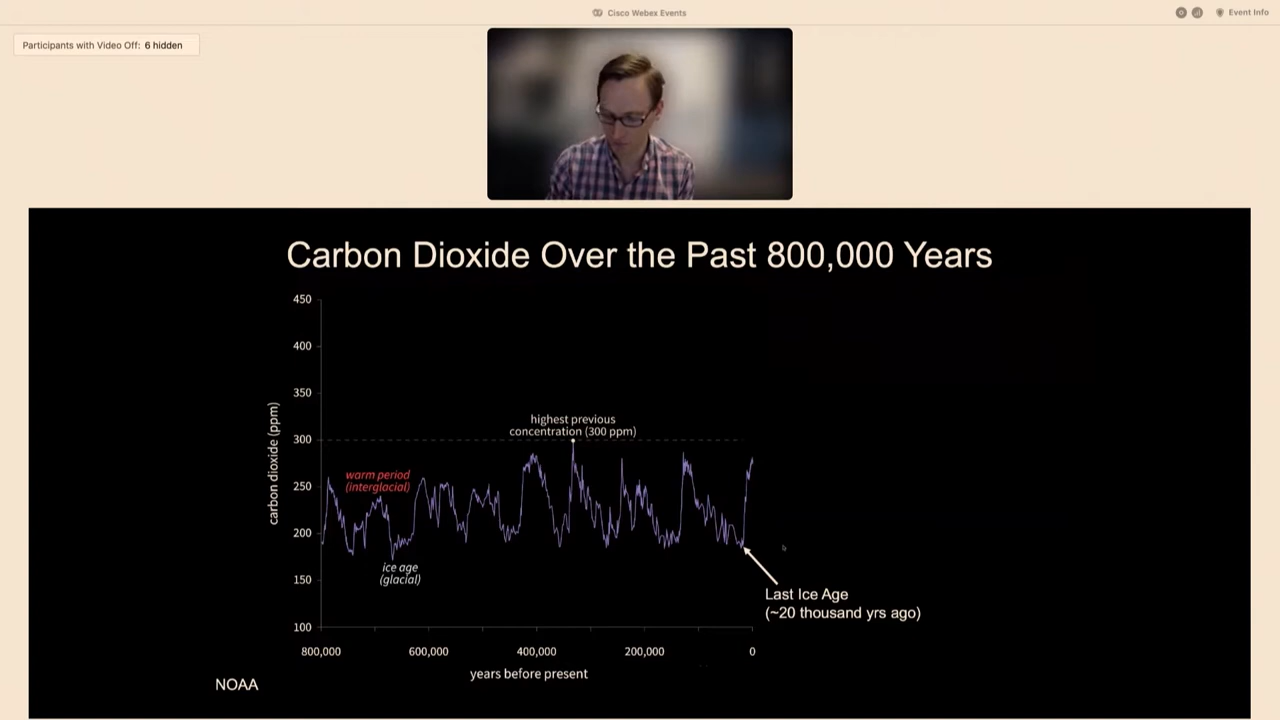 Cisco Webex Events
Event Info
Participants with Video Off: 6 hidden
Carbon Dioxide Over the Past 800,000 Years
450
400
350
300
250
200
150
100
carbon dioxide (ppm)
highest previous
concentration (300 ppm)
warm period
(interglacial)
ice age
(glacial)
Last Ice Age
(~20 thousand yrs ago)
800,000 600,000 400,000 200,000 0
years before present
NOAA